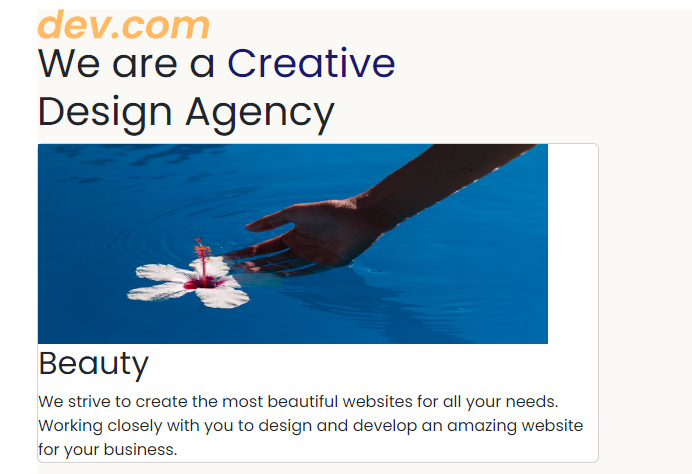 dev.com
We are a Creative
Design Agency
Beauty
We strive to create the most beautiful websites for all your needs.
Working closely with you to design and develop an amazing website
for your business.